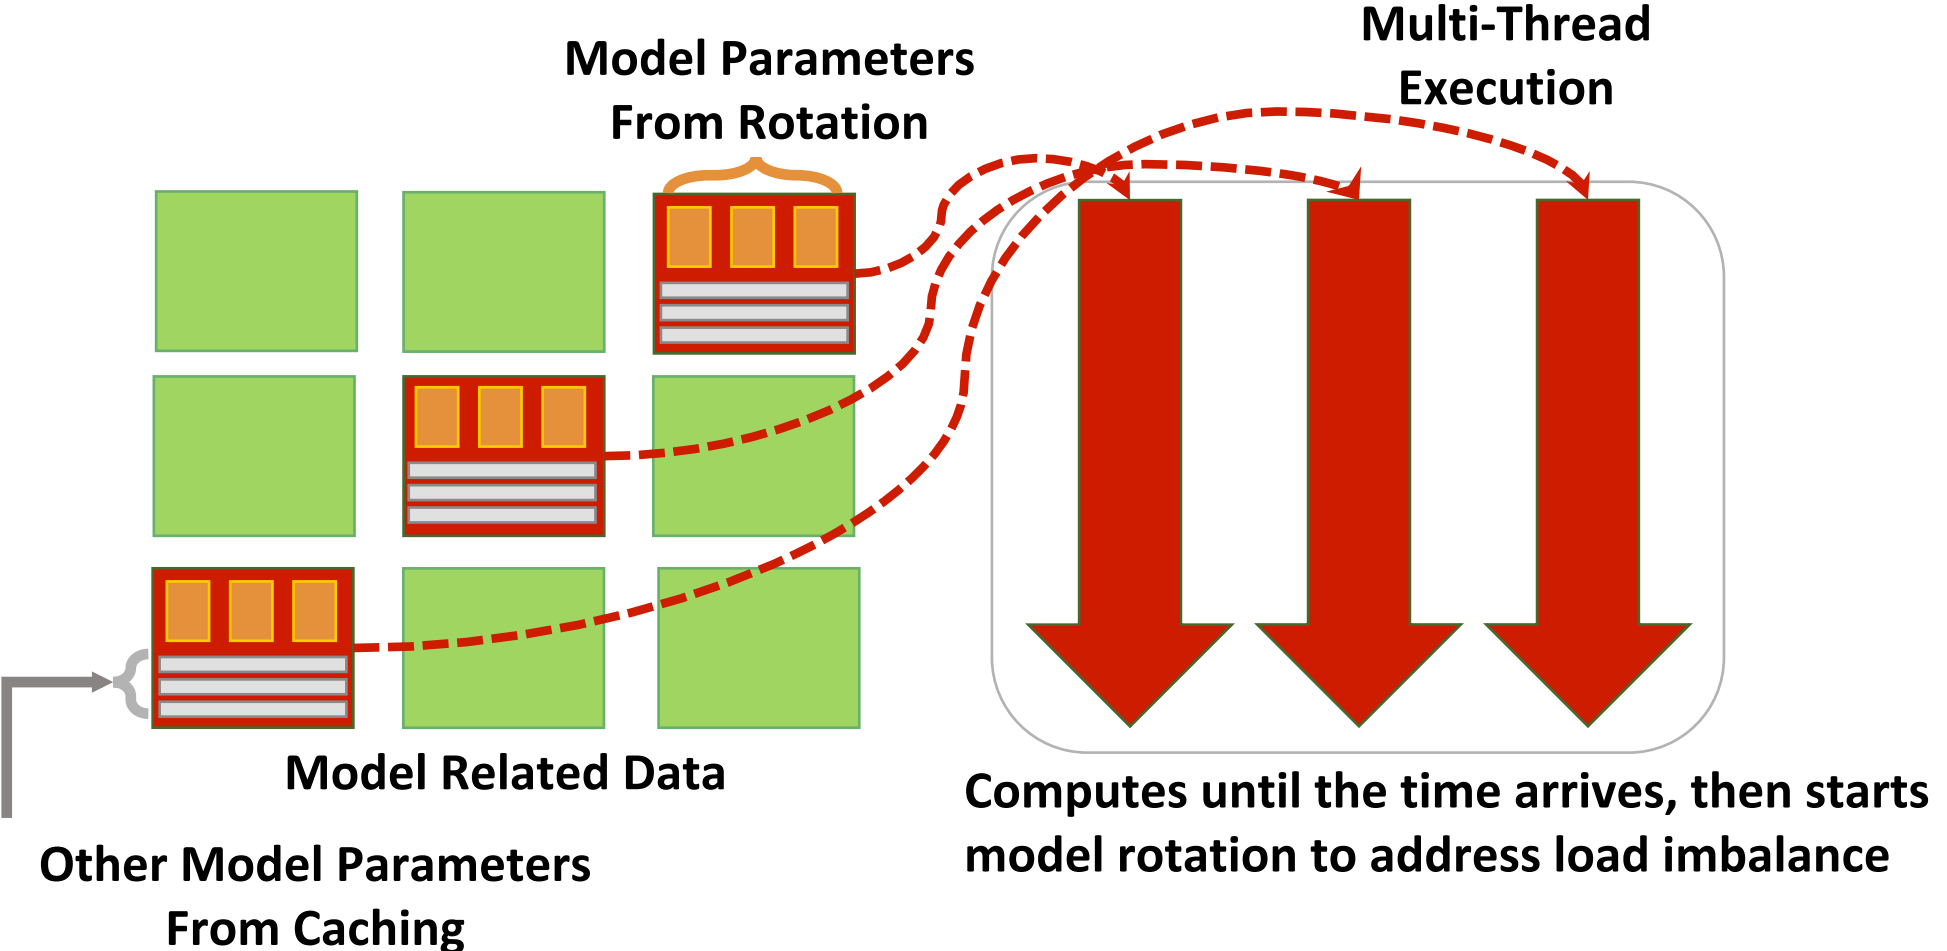 Model Parameters
From Rotation
Multi-Thread
Execution
Model Related Data
Other Model Parameters
From Caching
Computes until the time arrives, then starts
model rotation to address load imbalance